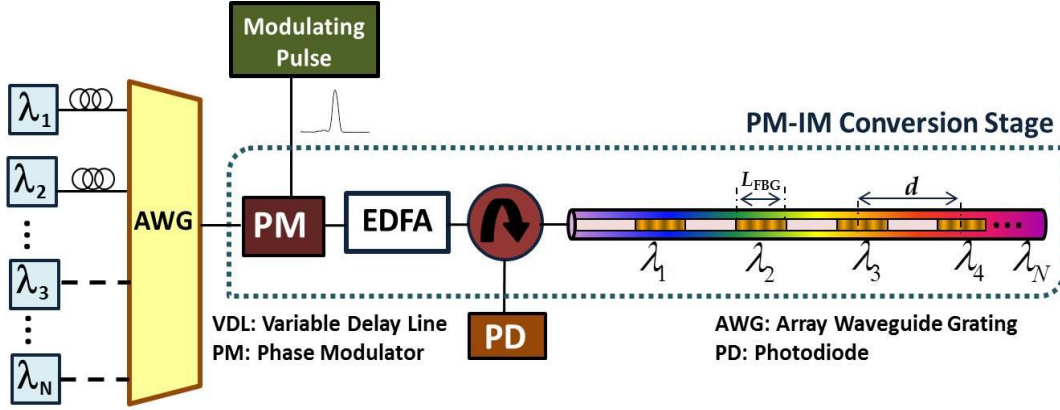 Modulating
Pulse
λ1
λ2
λ3
λN
AWG
PM-IM Conversion Stage
PM
EDFA
LFBG
d
λ1
λ2
λ3
λ4
λN
PD
VDL: Variable Delay Line
PM: Phase Modulator
AWG: Array Waveguide Grating
PD: Photodiode